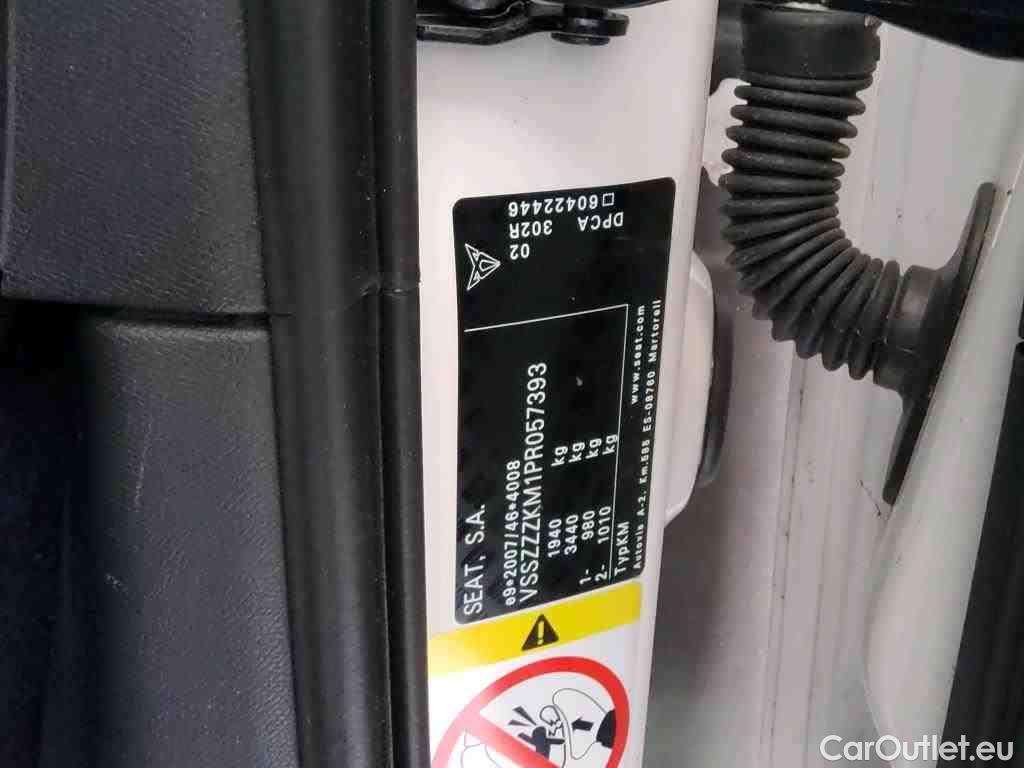 SEAT, S.A.
e9*2007/46*4008
VSSZZZKM1PR057393
1940 kg
3440 kg
1- 980 kg
2- 1010 kg
TypKM
www.seat.com
Autovia A-2, Km.585 ES-08760 Martorell
02
302R
DPCA
□60422446
CarOutlet.eu